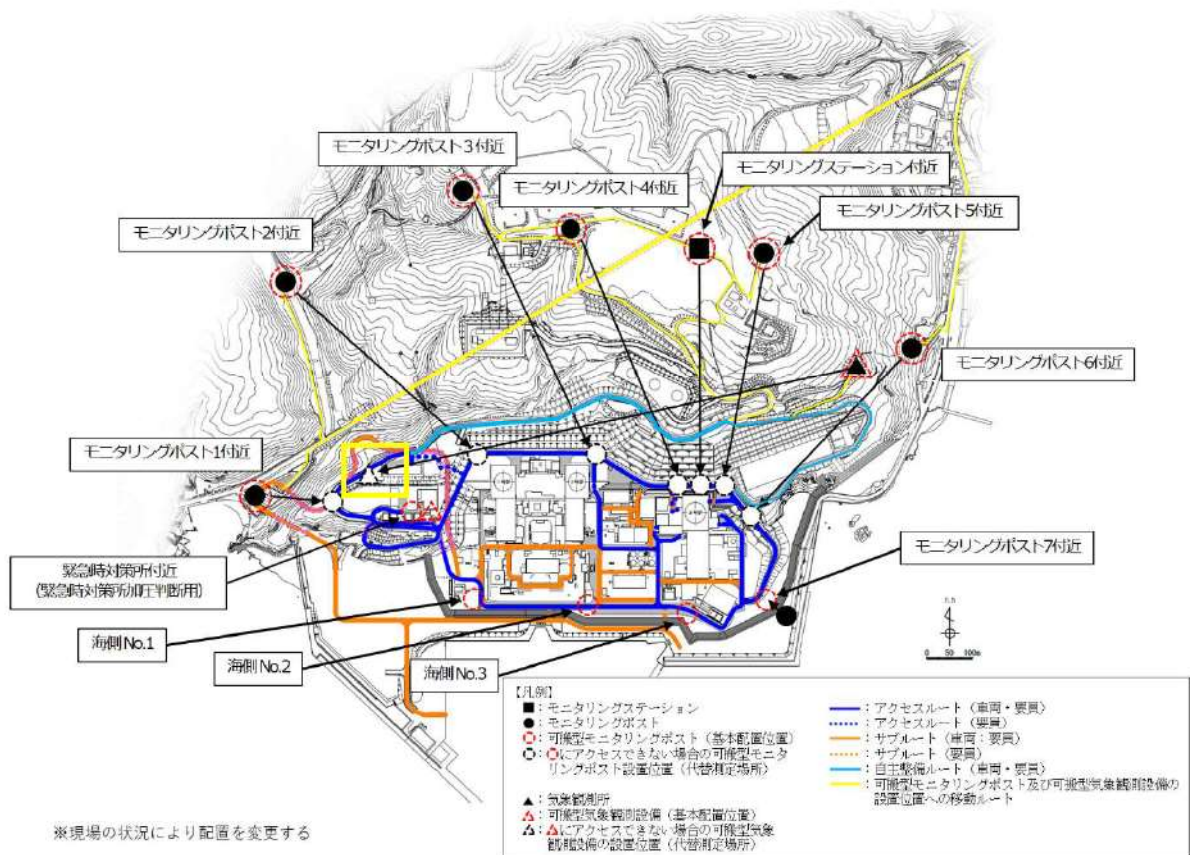 モニタリングポスト3付近
モニタリングステーション付近
モニタリングポスト4付近
モニタリングポスト5付近
モニタリングポスト2付近
モニタリングポスト6付近
モニタリングポスト1付近
モニタリングポスト7付近
緊急時対策所付近
(緊急時対策所加圧判断用)
海側No.1
海側No.2
海側No.3
0 50 100m
【凡例】
■:モニタリングステーション
●:モニタリングポスト
:可搬型モニタリングポスト(基本配置位置)
:にアクセスできない場合の可搬型モニタ
リングポスト設置位置(代替測定場所)
▲:気象観測所
:可搬型気象観測設備(基本配置位置)
:にアクセスできない場合の可搬型気象
観測設備の設置位置(代替測定場所)
:アクセスルート(車両・要員)
:アクセスルート(要員)
:サブルート(車両・要員)
:サブルート(要員)
:自主整備ルート(車両・要員)
:可搬型モニタリングポスト及び可搬型気象観測設備の
設置位置への移動ルート
※現場の状況により配置を変更する